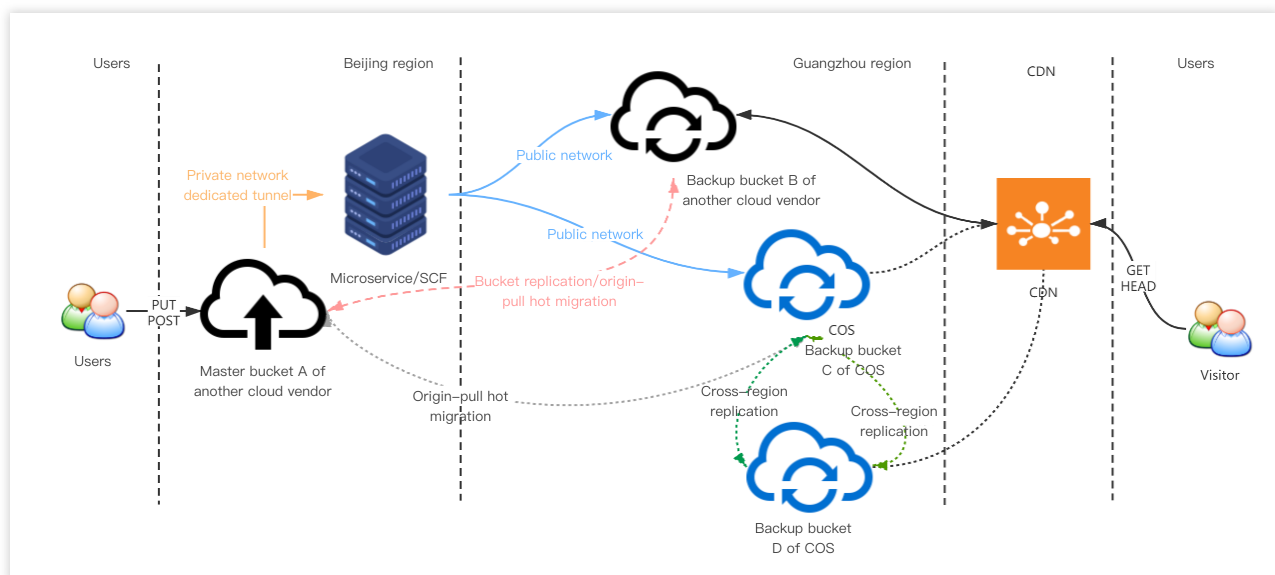 Users
Beijing region
Guangzhou region
CDN
Users
Public network
Private network
dedicated tunnel
Backup bucket B of
another cloud vendor
Public network
Microservice/SCF
Bucket replication/origin-
pull hot migration
GET
HEAD
CDN
PUT
POST
Users
COS
Backup bucket
C of COS
Master bucket A of
another cloud vendor
Visitor
Origin-pull hot
migration
Cross-region
replication
Cross-region
replication
Backup bucket
D of COS